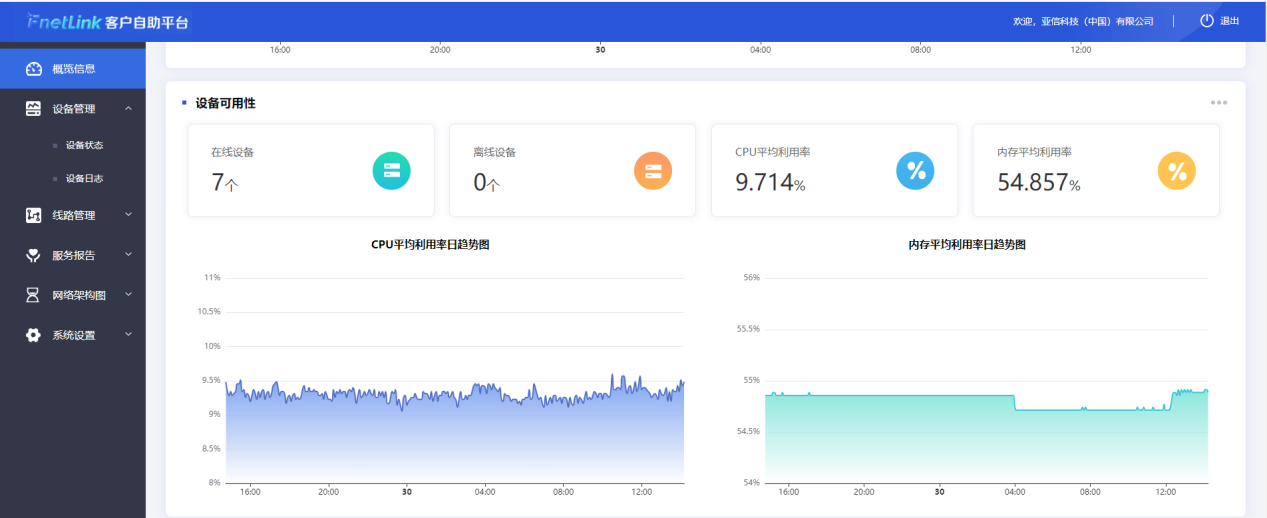 FnetLink 客户自助平台
欢迎，亚信科技（中国）有限公司 退出
概览信息
设备管理
设备状态
设备日志
线路管理
服务报告
网络架构图
系统设置
16:00 20:00 30 04:00 08:00 12:00
设备可用性
在线设备
7个
离线设备
0个
CPU平均利用率
9.714%
内存平均利用率
54.857%
CPU平均利用率日趋势图
11%
10.5%
10%
9.5%
9%
8.5%
8%
16:00 20:00 30 04:00 08:00 12:00
内存平均利用率日趋势图
56%
55.5%
55%
54.5%
54%
16:00 20:00 30 04:00 08:00 12:00